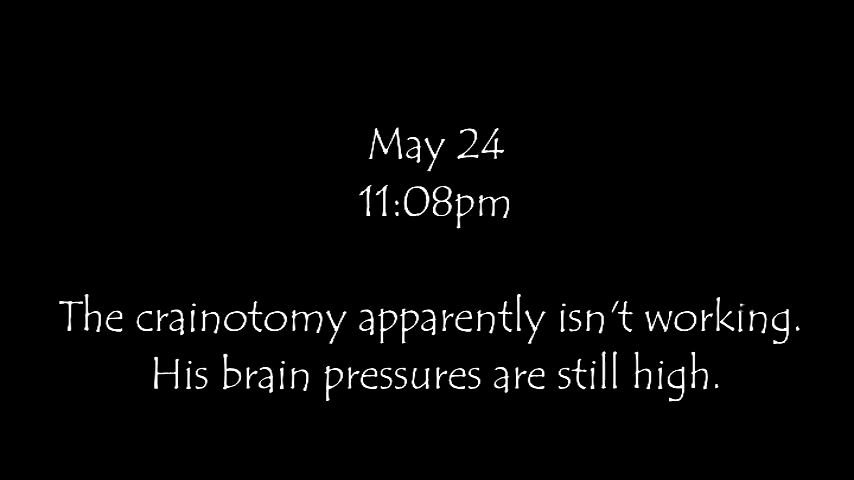 May 24
11:08pm
The crainotomy apparently isn't working.
His brain pressures are still high.